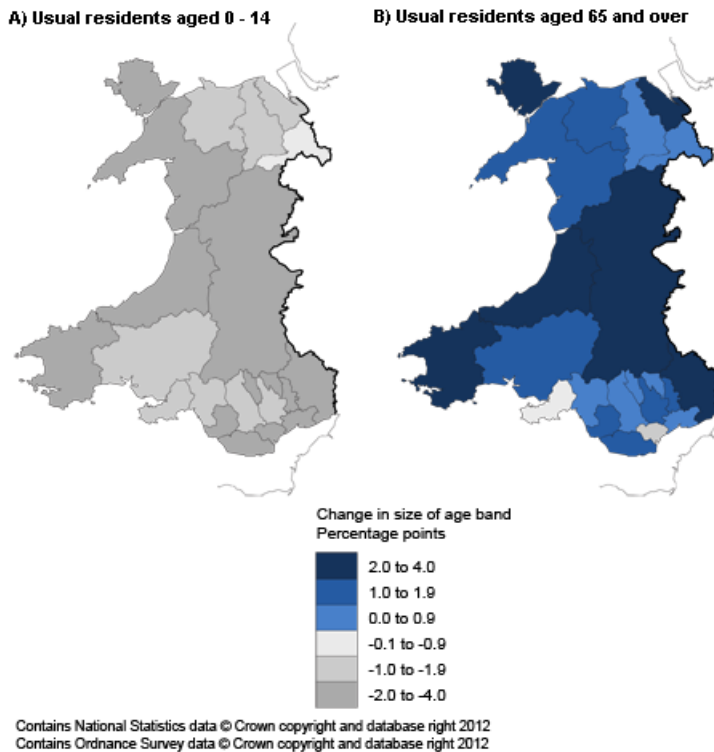 A) Usual residents aged 0 - 14
B) Usual residents aged 65 and over
Change in size of age band
Percentage points
2.0 to 4.0
1.0 to 1.9
0.0 to 0.9
-0.1 to -0.9
-1.0 to -1.9
-2.0 to -4.0
Contains National Statistics data © Crown copyright and database right 2012
Contains Ordnance Survey data © Crown copyright and database right 2012